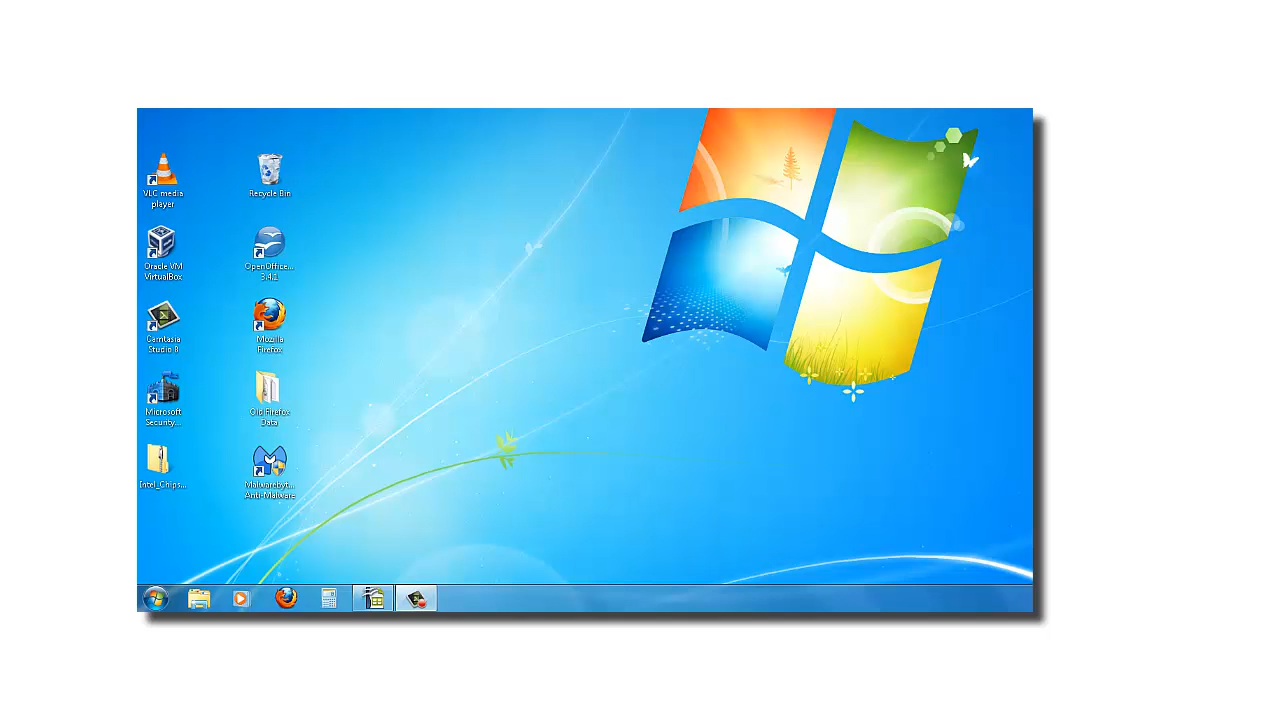 VLC media
player
Recycle Bin
Oracle VM
VirtualBox
OpenOffice...
3.4.1
Camtasia
Studio 8
Mozilla
Firefox
Microsoft
Security...
Old Firefox
Data
Intel_Chips...
Malwarebyt...
Anti-Malware